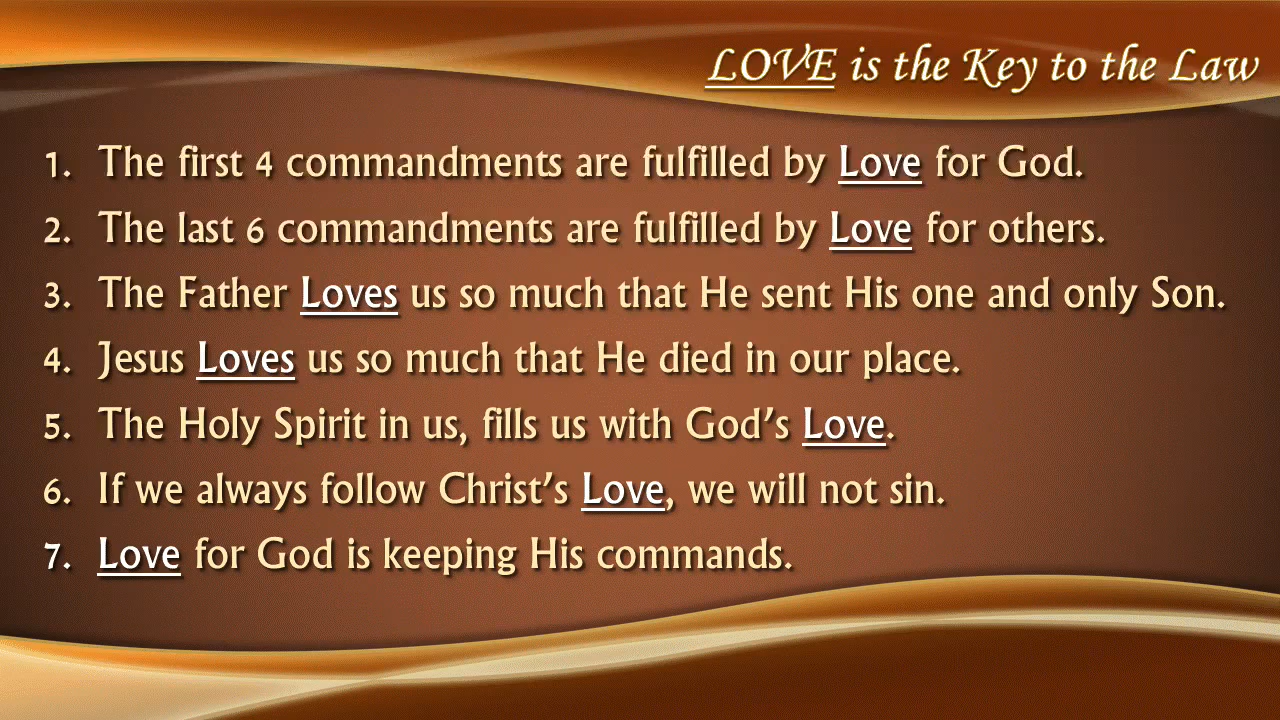 LOVE is the Key to the Law
1. The first 4 commandments are fulfilled by Love for God.
2. The last 6 commandments are fulfilled by Love for others.
3. The Father Loves us so much that He sent His one and only Son.
4. Jesus Loves us so much that He died in our place.
5. The Holy Spirit in us, fills us with God’s Love.
6. If we always follow Christ’s Love, we will not sin.
7. Love for God is keeping His commands.